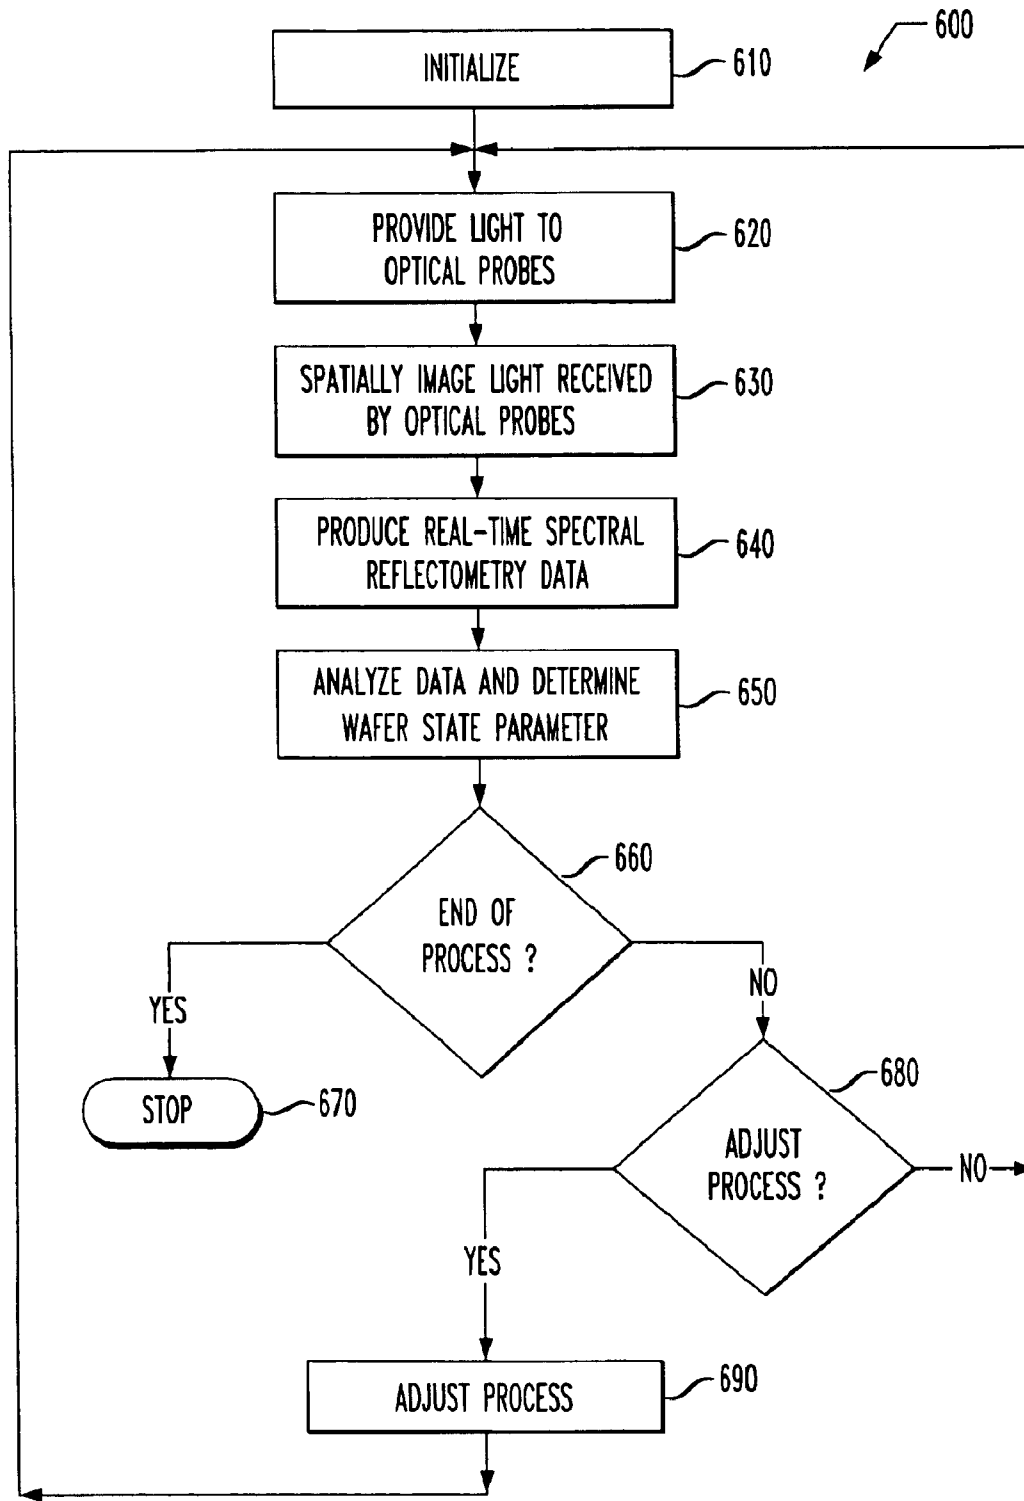 600
INITIALIZE
610
PROVIDE LIGHT TO
OPTICAL PROBES
620
SPATIALLY IMAGE LIGHT RECEIVED
BY OPTICAL PROBES
630
PRODUCE REAL-TIME SPECTRAL
REFLECTOMETRY DATA
640
ANALYZE DATA AND DETERMINE
WAFER STATE PARAMETER
650
END OF
PROCESS ?
660
YES
NO
STOP
670
ADJUST
PROCESS ?
680
NO
YES
ADJUST PROCESS
690